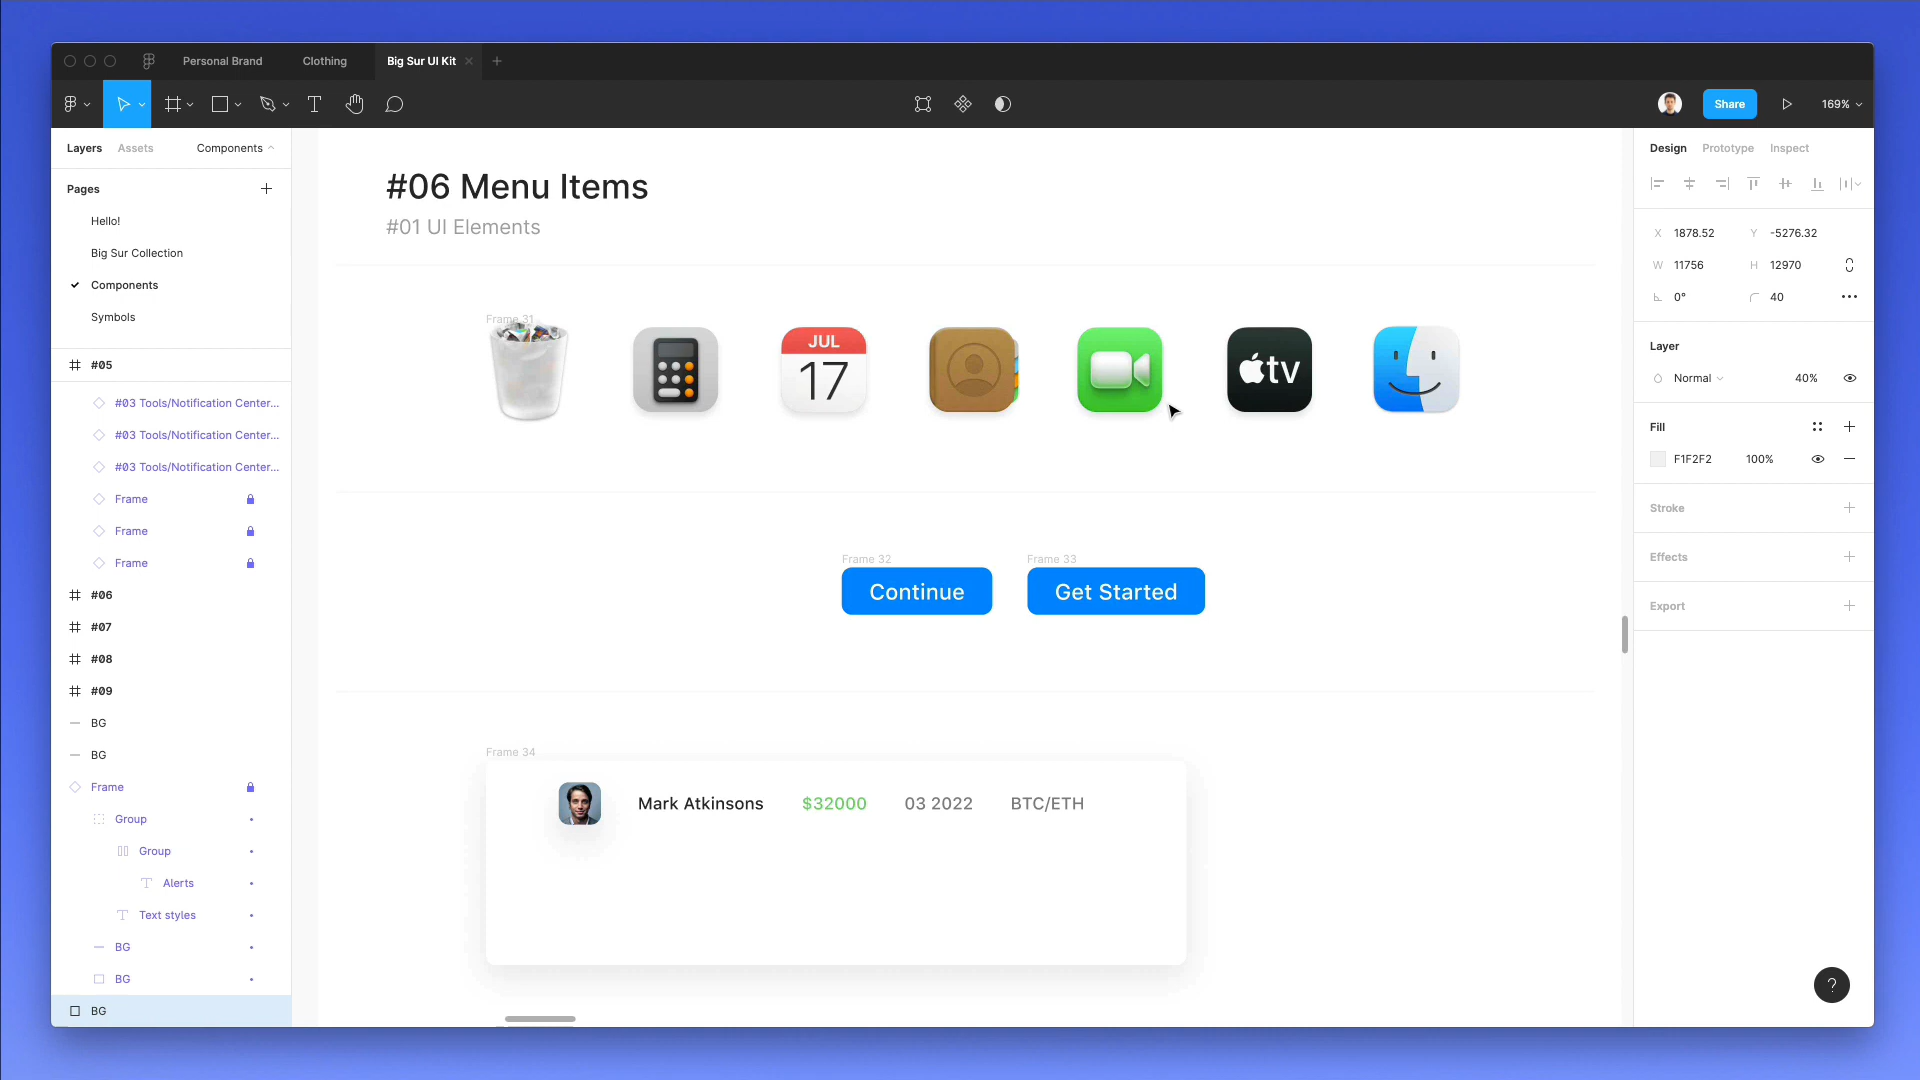 Personal Brand
Clothing
Big Sur UI Kit
Share
169%
Layers
Assets
Components
Pages
Hello!
Big Sur Collection
Components
Symbols
#05
#03 Tools/Notification Center...
#03 Tools/Notification Center...
#03 Tools/Notification Center...
Frame
Frame
Frame
#06
#07
#08
#09
BG
BG
Frame
Group
Group
Alerts
Text styles
BG
BG
BG
#06 Menu Items
#01 UI Elements
Frame 31
JUL
17
tv
Frame 32
Frame 33
Continue
Get Started
Frame 34
Mark Atkinsons
$32000
03 2022
BTC/ETH
Design
Prototype
Inspect
X 1878.52
Y -5276.32
W 11756
H 12970
0°
40
Layer
Normal
40%
Fill
F1F2F2
100%
Stroke
Effects
Export
?